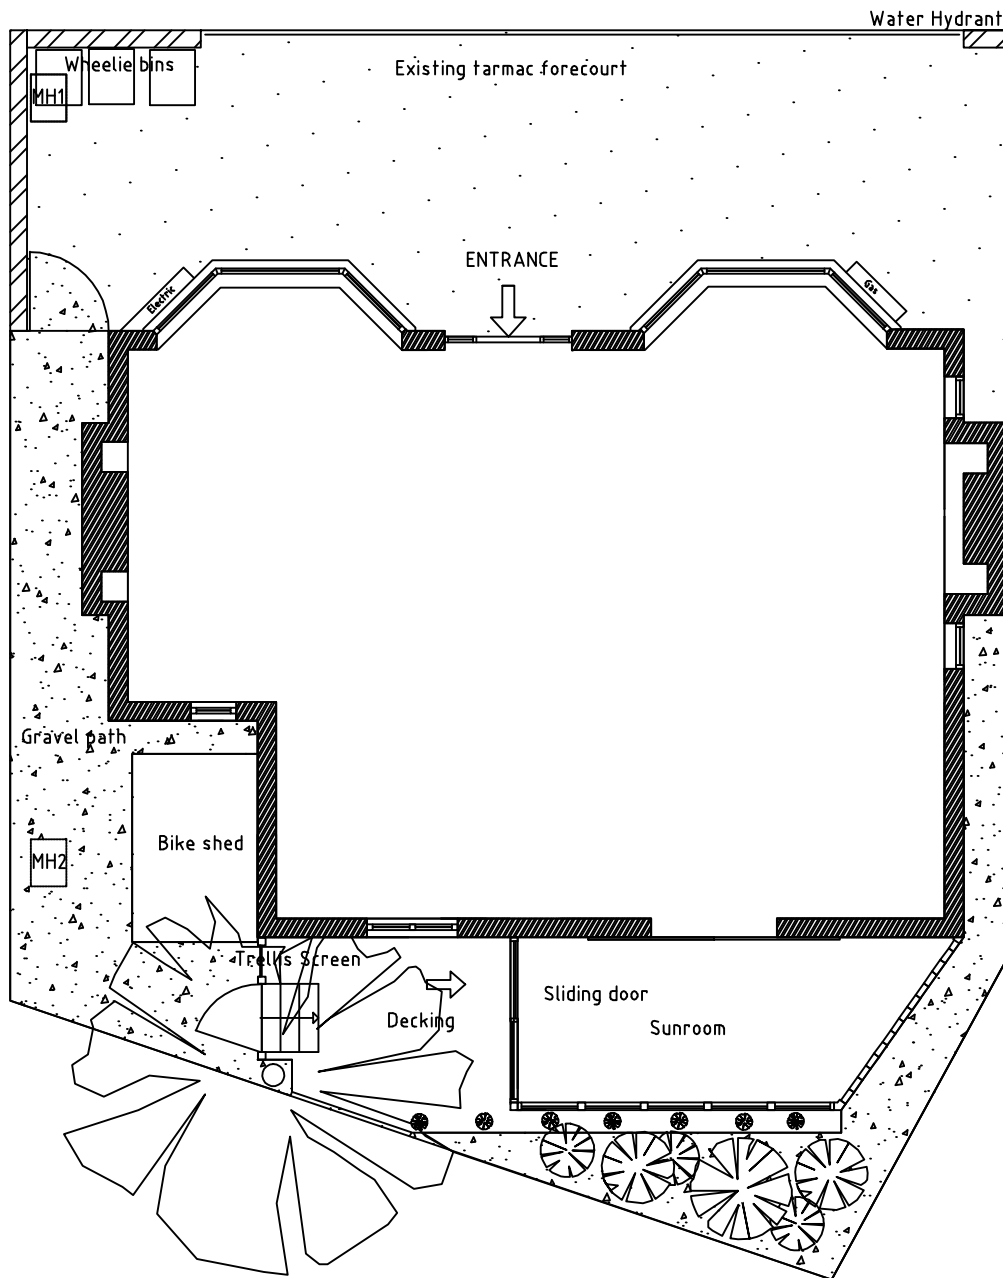 Water Hydrant
Wheelie bins
Existing tarmac forecourt
MH1
ENTRANCE
Electric
Gas
Gravel path
Bike shed
MH2
Trellis Screen
Sliding door
Decking
Sunroom